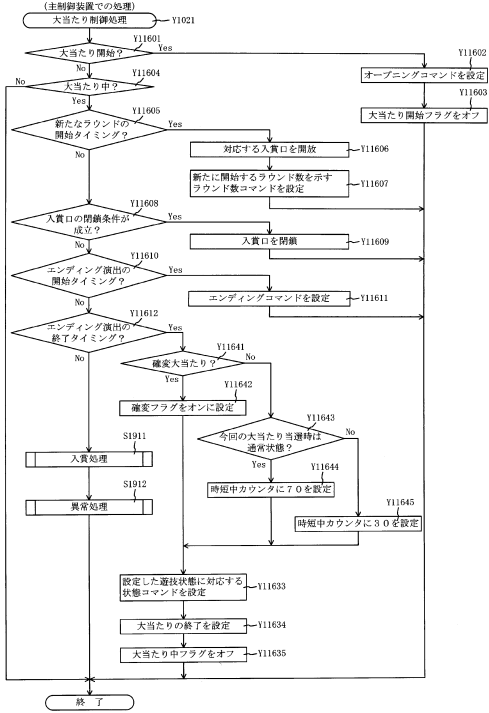 (主制御装置での処理)
大当たり制御処理
Y1021
Y11601
大当たり開始？
Yes
No
Y11602
オープニングコマンドを設定
Y11603
大当たり開始フラグをオフ
Y11604
No
大当たり中？
Yes
Y11605
新たなラウンドの
開始タイミング？
Yes
No
対応する入賞口を開放
Y11606
新たに開始するラウンド数を示す
ラウンド数コマンドを設定
Y11607
Y11608
入賞口の閉鎖条件が
成立？
Yes
No
入賞口を閉鎖
Y11609
Y11610
エンディング演出の
開始タイミング？
Yes
No
エンディングコマンドを設定
Y11611
Y11612
エンディング演出の
終了タイミング？
Yes
No
Y11641
確変大当たり？
No
Yes
Y11642
確変フラグをオンに設定
Y11643
今回の大当たり当選時は
通常状態？
No
Yes
Y11644
時短中カウンタに７０を設定
Y11645
時短中カウンタに３０を設定
S1911
入賞処理
S1912
異常処理
設定した遊技状態に対応する
状態コマンドを設定
Y11633
大当たりの終了を設定
Y11634
大当たり中フラグをオフ
Y11635
終了